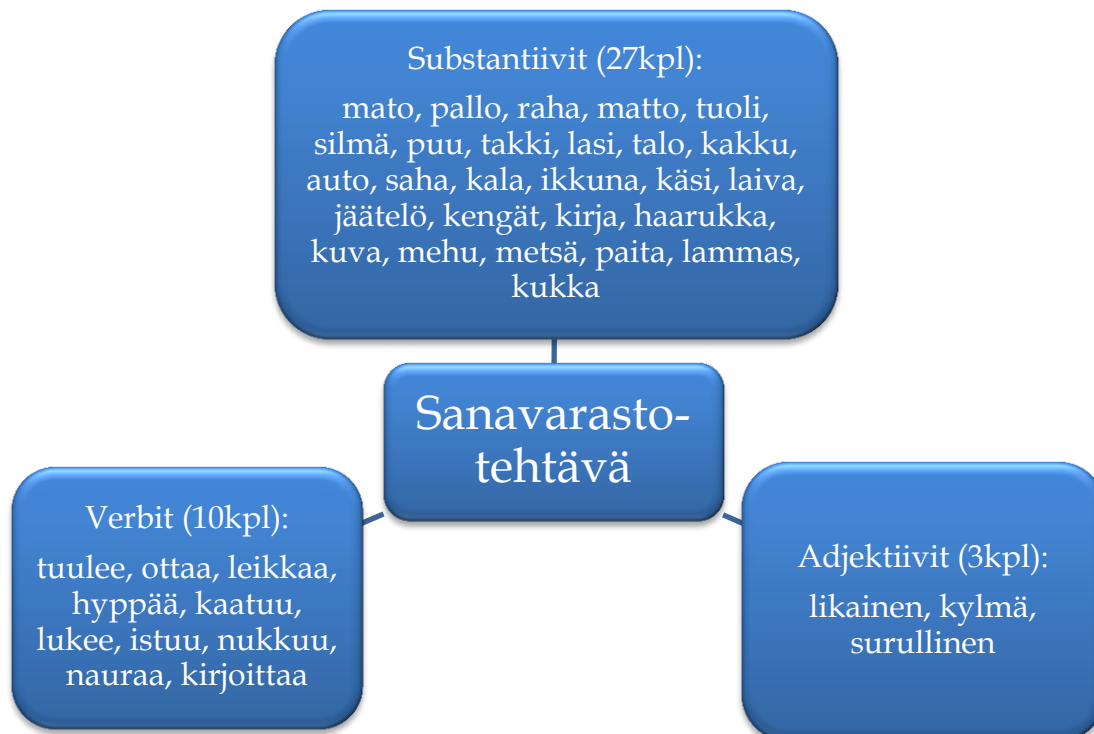 Substantiivit (27kpl):
mato, pallo, raha, matto, tuoli,
silmä, puu, takki, lasi, talo, kakku,
auto, saha, kala, ikkuna, käsi, laiva,
jäätelö, kengät, kirja, haarukka,
kuva, mehu, metsä, paita, lammas,
kukka
Sanavarasto-
tehtävä
Verbit (10kpl):
tuulee, ottaa, leikkaa,
hyppää, kaatuu,
lukee, istuu, nukkuu,
nauraa, kirjoittaa
Adjektiivit (3kpl):
likainen, kylmä,
surullinen